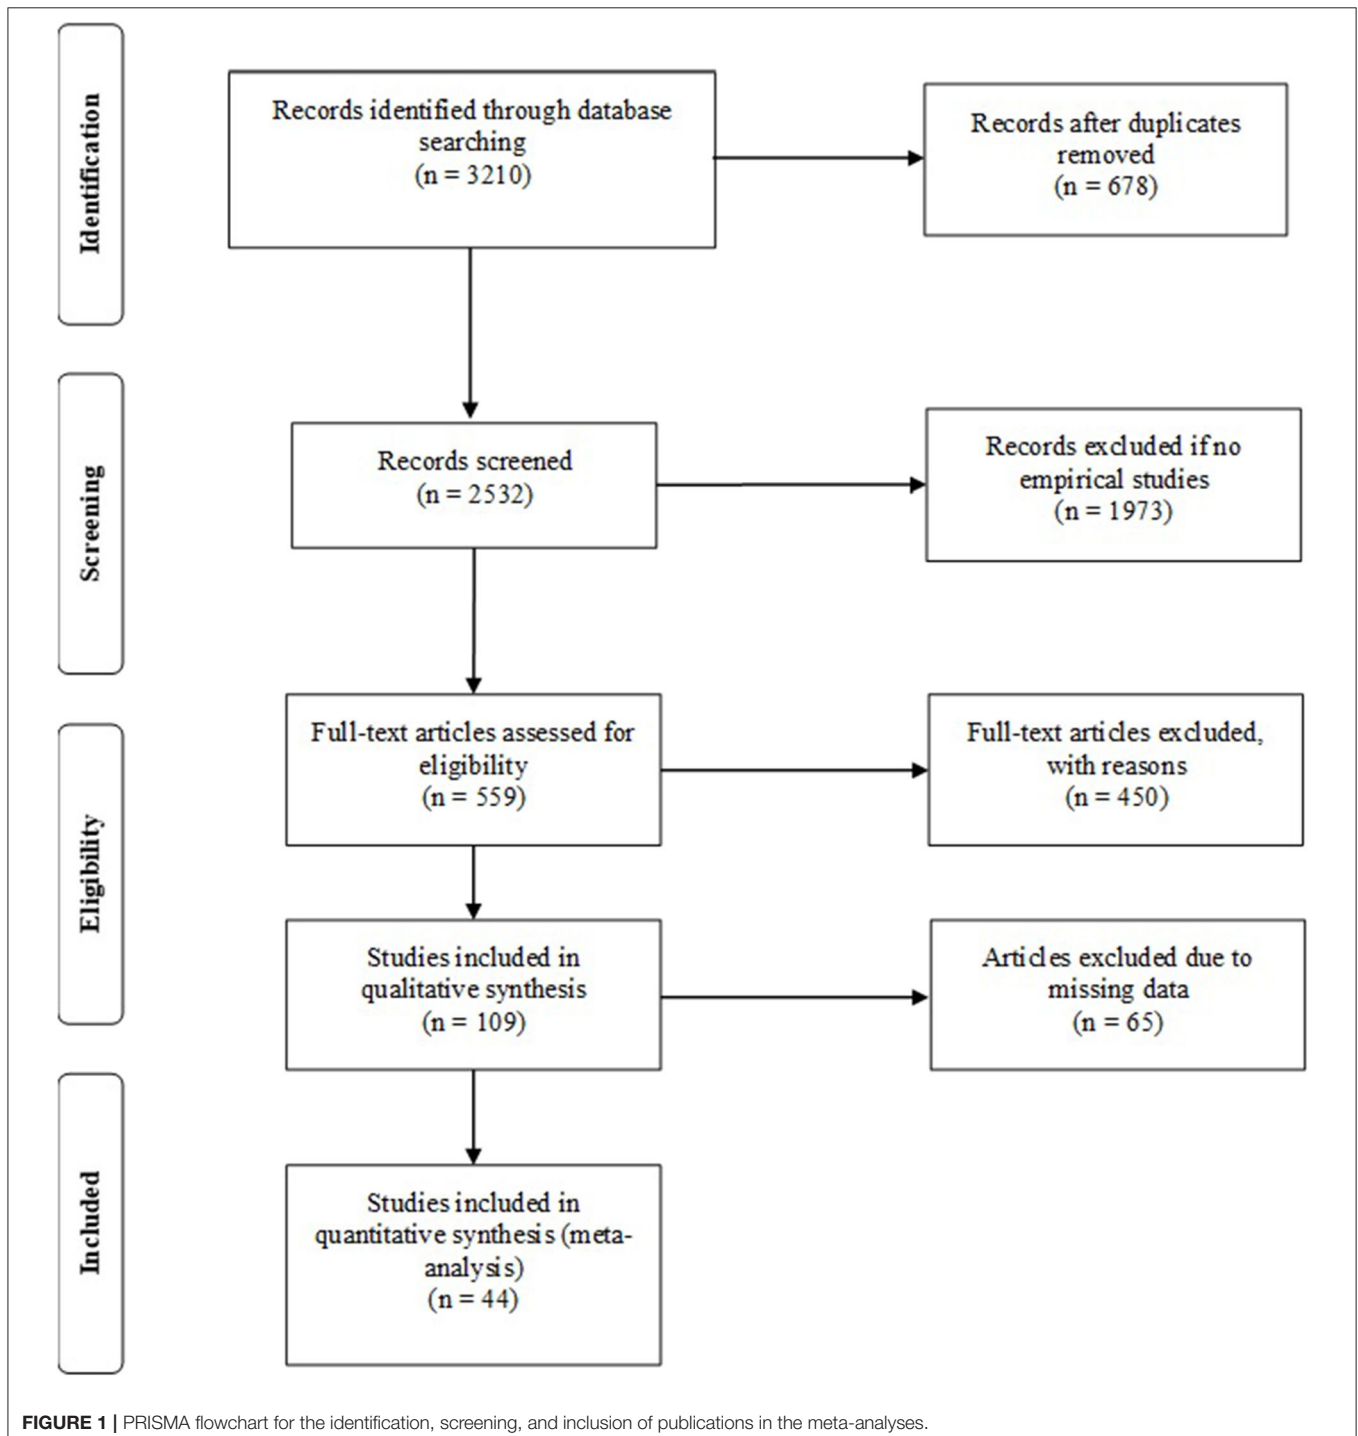 Identification
Records identified through database
searching
(n = 3210)
Records after duplicates
removed
(n = 678)
Screening
Records screened
(n = 2532)
Records excluded if no
empirical studies
(n = 1973)
Eligibility
Full-text articles assessed for
eligibility
(n = 559)
Full-text articles excluded,
with reasons
(n = 450)
Studies included in
qualitative synthesis
(n = 109)
Articles excluded due to
missing data
(n = 65)
Included
Studies included in
quantitative synthesis (meta-
analysis)
(n = 44)
FIGURE 1 | PRISMA flowchart for the identification, screening, and inclusion of publications in the meta-analyses.